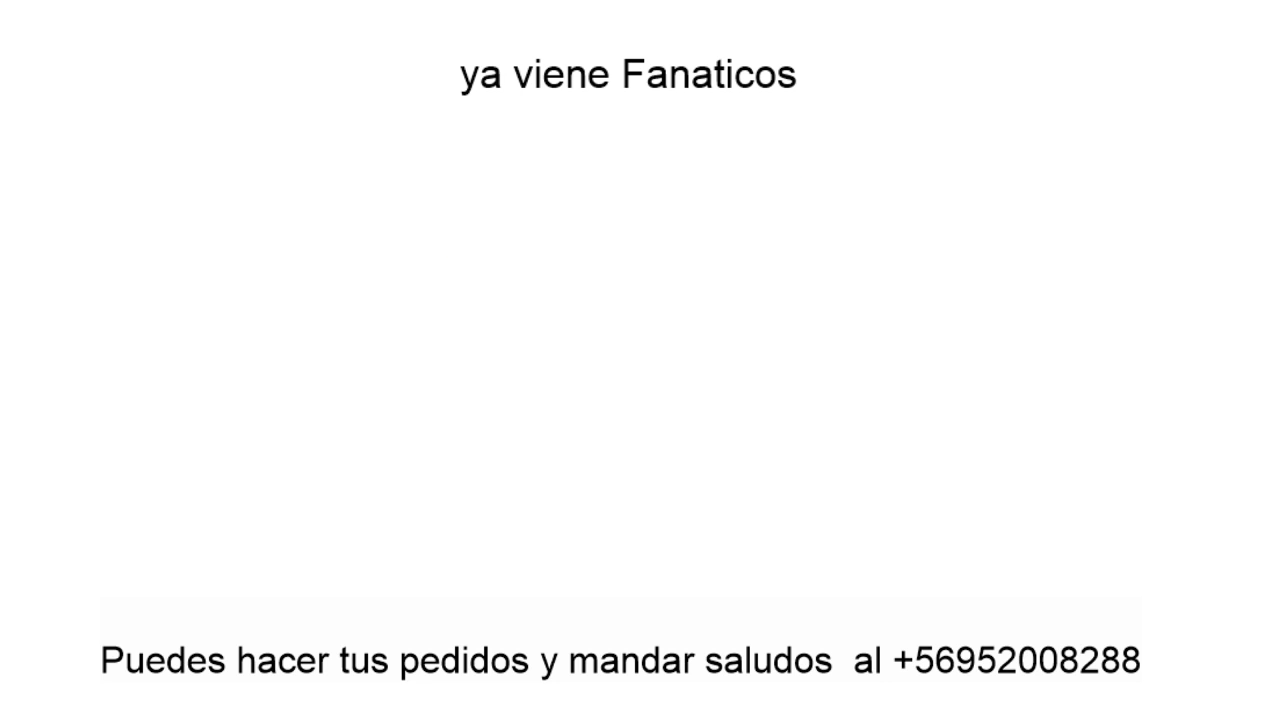 ya viene Fanaticos
Puedes hacer tus pedidos y mandar saludos  al +56952008288